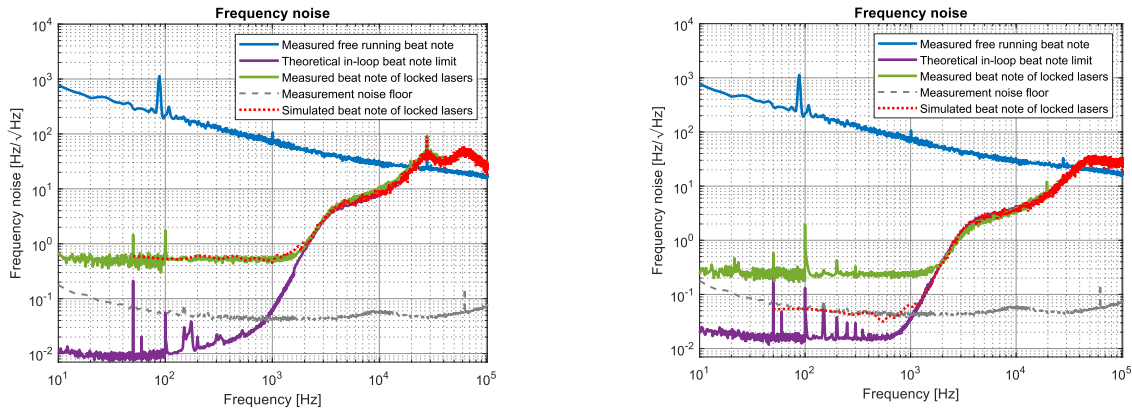 Frequency noise
10^4
10^3
10^2
10^1
10^0
10^-1
10^-2
Frequency noise [Hz/√Hz]
Measured free running beat note
Theoretical in-loop beat note limit
Measured beat note of locked lasers
Measurement noise floor
Simulated beat note of locked lasers
10^1
10^2
10^3
10^4
10^5
Frequency [Hz]
Frequency noise
10^4
10^3
10^2
10^1
10^0
10^-1
10^-2
Frequency noise [Hz/√Hz]
Measured free running beat note
Theoretical in-loop beat note limit
Measured beat note of locked lasers
Measurement noise floor
Simulated beat note of locked lasers
10^1
10^2
10^3
10^4
10^5
Frequency [Hz]